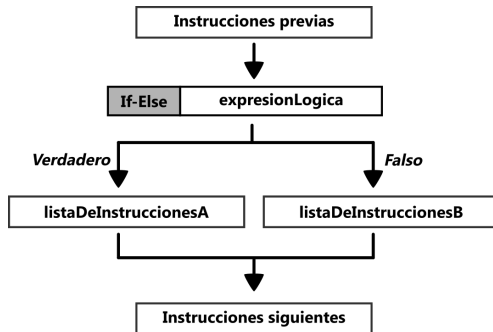 Instrucciones previas
If-Else expresionLogica
Verdadero Falso
listaDeInstruccionesA listaDeInstruccionesB
Instrucciones siguientes